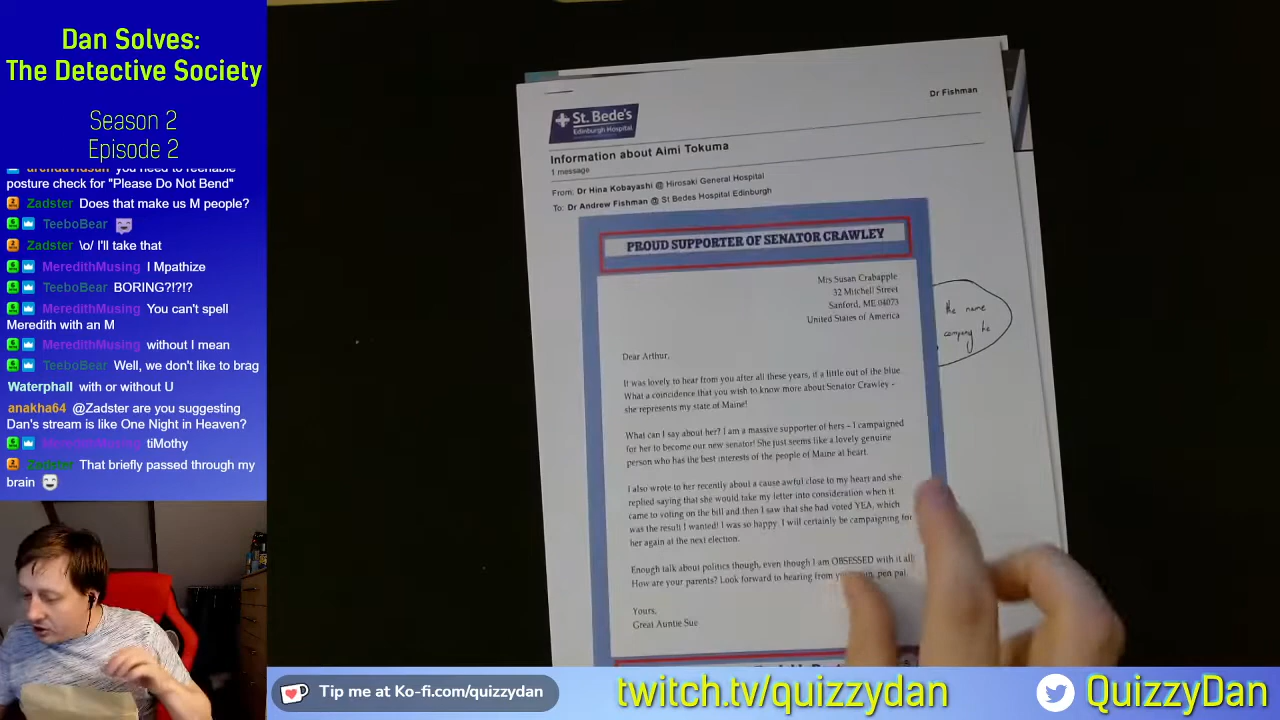 Dan Solves:
The Detective Society
Season 2
Episode 2
you need to reenable
posture check for "Please Do Not Bend"
Zadster Does that make us M people?
TeeboBear
Zadster \o/ I'll take that
MeredithMusing I Mpathize
TeeboBear BORING?!?!?
MeredithMusing You can't spell
Meredith with an M
MeredithMusing without I mean
TeeboBear Well, we don't like to brag
Waterphall with or without U
anakha64 @Zadster are you suggesting
Dan's stream is like One Night in Heaven?
MeredithMusing tiMothy
Zadster That briefly passed through my
brain
Dr Fishman
St. Bede's
Edinburgh Hospital
Information about Aimi Tokuma
1 message
From: Dr Hina Kobayashi @ Hirosaki General Hospital
To: Dr Andrew Fishman @ St Bedes Hospital Edinburgh
PROUD SUPPORTER OF SENATOR CRAWLEY
Mrs Susan Crabapple
32 Mitchell Street
Sanford, ME 04073
United States of America
Dear Arthur,
It was lovely to hear from you after all these years, if a little out of the blue
What a coincidence that you wish to know more about Senator Crawley -
she represents my state of Maine!
What can I say about her? I am a massive supporter of hers - I campaigned
for her to become our new senator! She just seems like a lovely genuine
person who has the best interests of the people of Maine at heart.
I also wrote to her recently about a cause awful close to my heart and she
replied saying that she would take my letter into consideration when it
came to voting on the bill and then I saw that she had voted YEA, which
was the result I wanted! I was so happy. I will certainly be campaigning for
her again at the next election.
Enough talk about politics though, even though I am OBSESSED with it all
How are your parents? Look forward to hearing from pen pal.
Yours,
Great Auntie Sue
the name
company he
Tip me at Ko-fi.com/quizzydan
twitch.tv/quizzydan
QuizzyDan